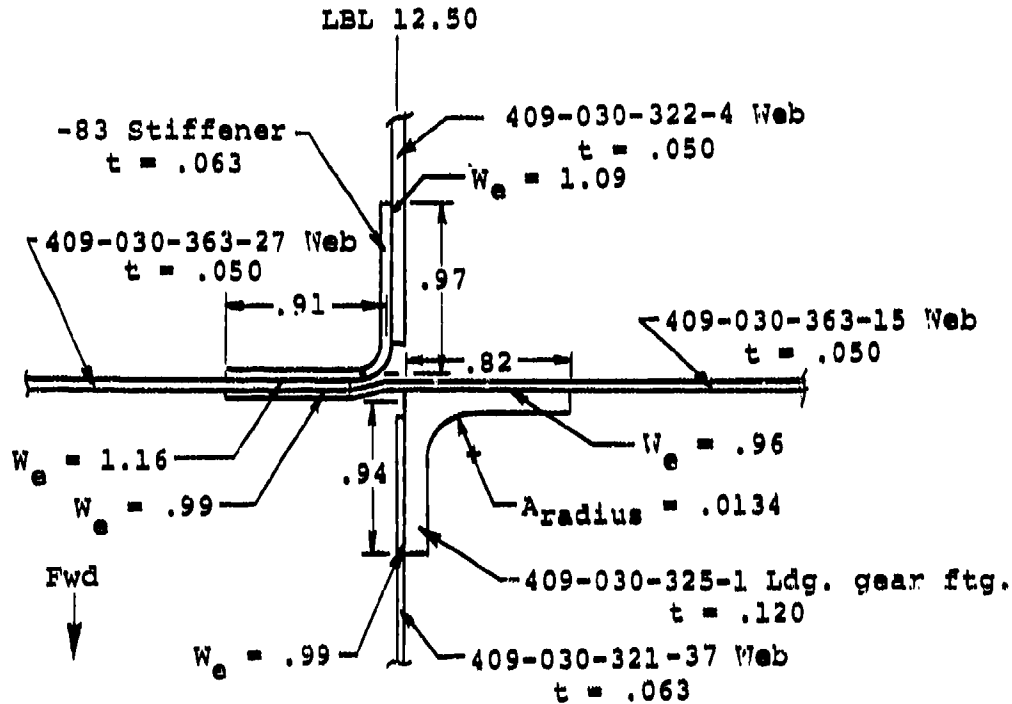 LBL 12.50
-83 Stiffener
t = .063
409-030-322-4 Web
t = .050
We = 1.09
409-030-363-27 Web
t = .050
.97
.91
409-030-363-15 Web
t = .050
.82
We = 1.16
We = .99
.94
We = .96
Aradius = .0134
Fwd
409-030-325-1 Ldg. gear ftg.
t = .120
We = .99
409-030-321-37 Web
t = .063